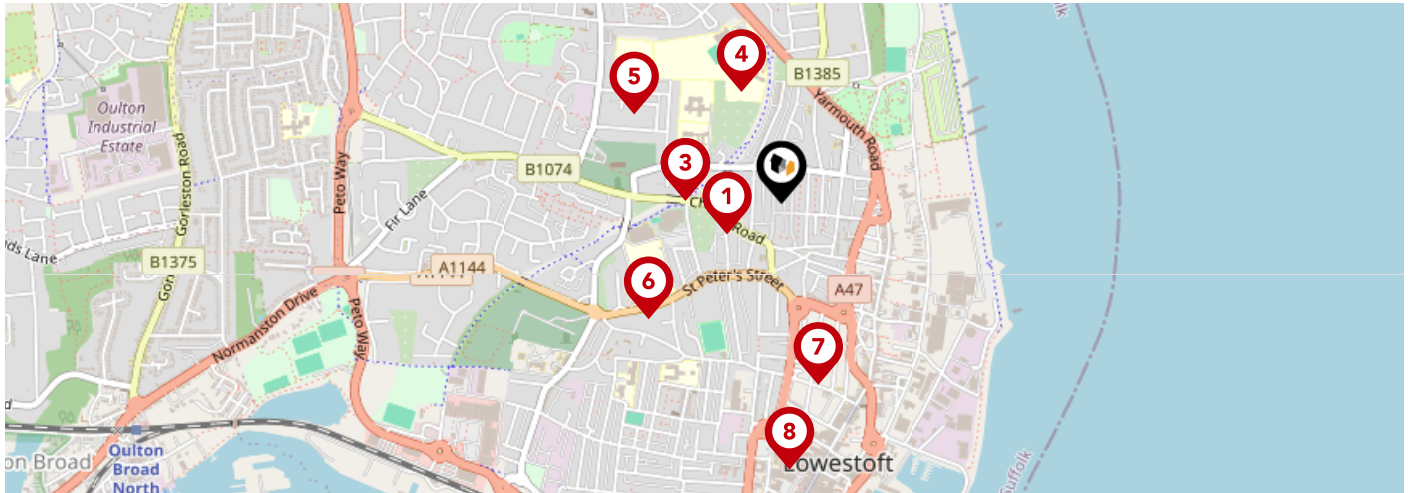 folk
4
5
B1385
Oulton
Industrial
Estate
Yarmouth Road
Gorleston Road
Peto Way
3
B1074
1
Fir Lane
Road
ds Lane
B1375
A1144
St Peter's Street
6
A47
Normanston Drive
Peto Way
7
8
Oulton
Broad
North
on Broad
Lowestoft
Suffolk